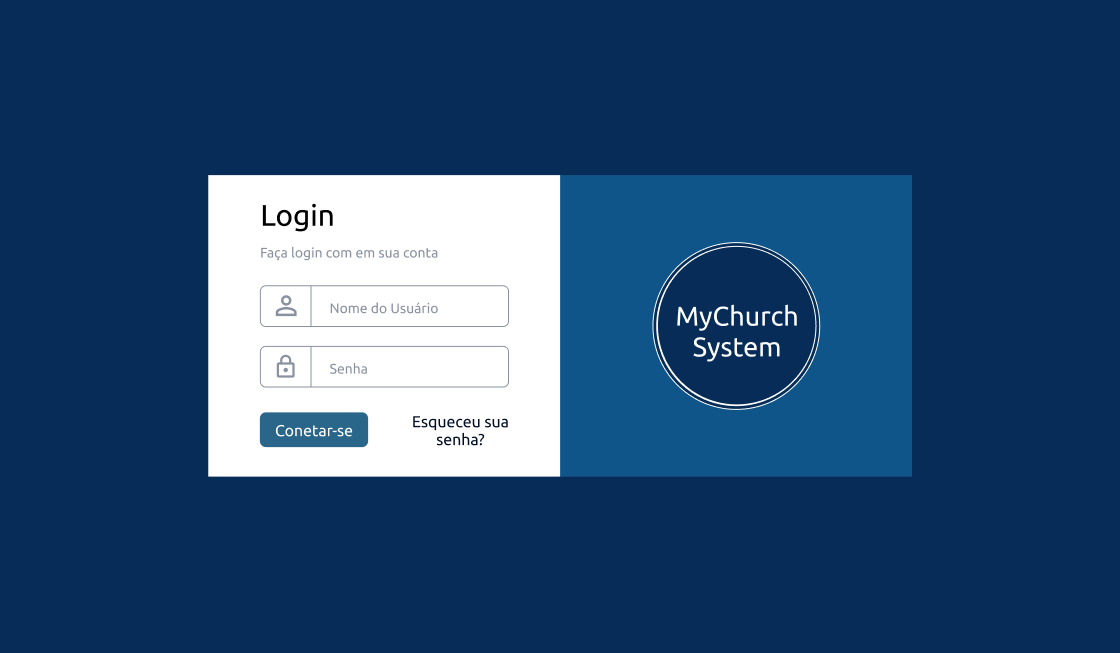 Login
Faça login com em sua conta
Nome do Usuário
Senha
Conetar-se
Esqueceu sua
senha?
MyChurch
System